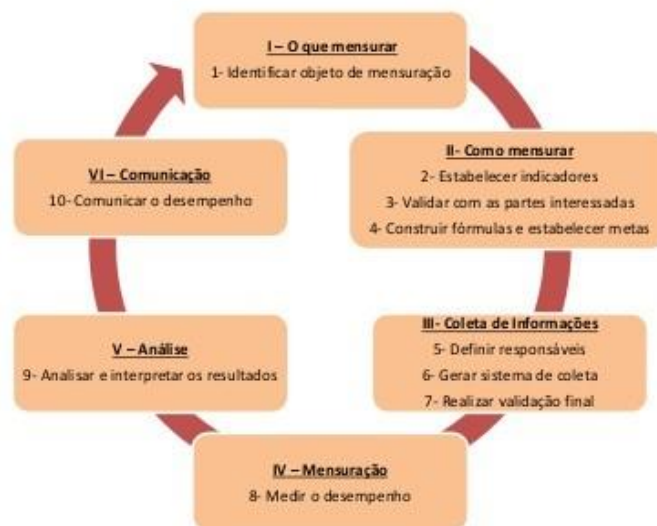 I – O que mensurar
1- Identificar objeto de mensuração
II- Como mensurar
2- Estabelecer indicadores
3- Validar com as partes interessadas
4- Construir fórmulas e estabelecer metas
III- Coleta de Informações
5- Definir responsáveis
6- Gerar sistema de coleta
7- Realizar validação final
IV – Mensuração
8- Medir o desempenho
V – Análise
9- Analisar e interpretar os resultados
VI – Comunicação
10- Comunicar o desempenho